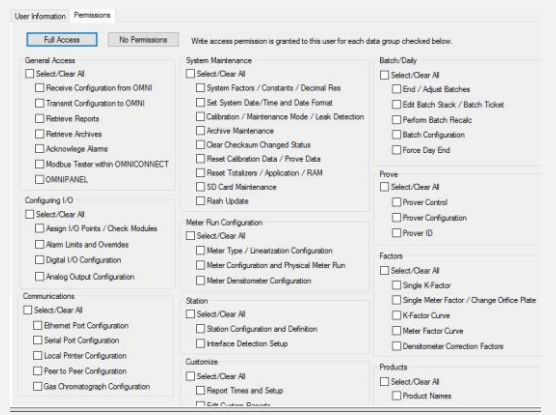 User Information
Permissions
Full Access
No Permissions
Write access permission is granted to this user for each data group checked below.
General Access
Select/Clear All
Receive Configuration from OMNI
Transmit Configuration to OMNI
Retrieve Reports
Retrieve Archives
Acknowlege Alarms
Modbus Tester within OMNICONNECT
OMNIPANEL
Configuring I/O
Select/Clear All
Assign I/O Points / Check Modules
Alarm Limits and Overrides
Digital I/O Configuration
Analog Output Configuration
Communications
Select/Clear All
Ethernet Port Configuration
Serial Port Configuration
Local Printer Configuration
Peer to Peer Configuration
Gas Chromatograph Configuration
System Maintenance
Select/Clear All
System Factors / Constants / Decimal Res
Set System Date/Time and Date Format
Calibration / Maintenance Mode / Leak Detection
Archive Maintenance
Clear Checksum Changed Status
Reset Calibration Data / Prove Data
Reset Totalizers / Application / RAM
SD Card Maintenance
Flash Update
Meter Run Configuration
Select/Clear All
Meter Type / Linearization Configuration
Meter Configuration and Physical Meter Run
Meter Densitometer Configuration
Station
Select/Clear All
Station Configuration and Definition
Interface Detection Setup
Customize
Select/Clear All
Report Times and Setup
Edit Custom Reports
Batch/Daily
Select/Clear All
End / Adjust Batches
Edit Batch Stack / Batch Ticket
Perform Batch Recalc
Batch Configuration
Force Day End
Prove
Select/Clear All
Prover Control
Prover Configuration
Prover ID
Factors
Select/Clear All
Single K-Factor
Single Meter Factor / Change Orifice Plate
K-Factor Curve
Meter Factor Curve
Densitometer Correction Factors
Products
Select/Clear All
Product Names